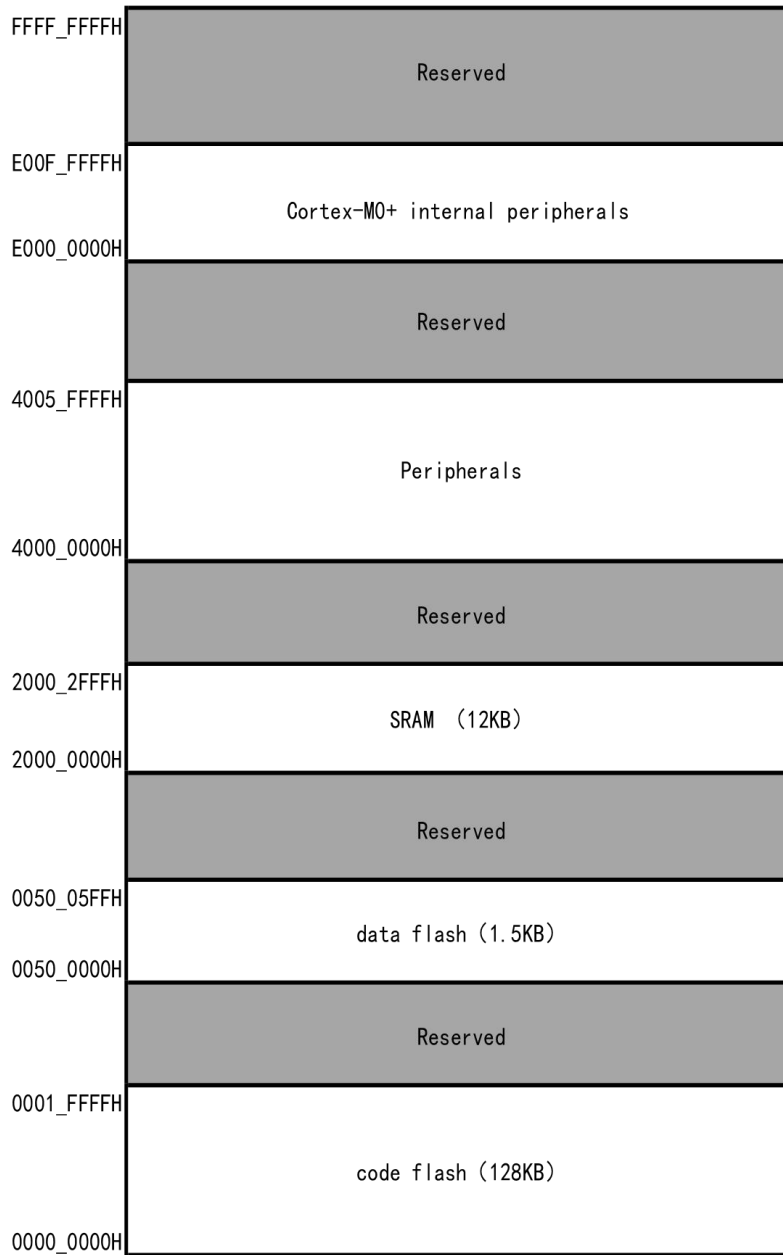 FFFF_FFFFH
Reserved
E00F_FFFFH
Cortex-M0+ internal peripherals
E000_0000H
Reserved
4005_FFFFH
Peripherals
4000_0000H
Reserved
2000_2FFFH
SRAM （12KB）
2000_0000H
Reserved
0050_05FFH
data flash（1.5KB）
0050_0000H
Reserved
0001_FFFFH
code flash（128KB）
0000_0000H